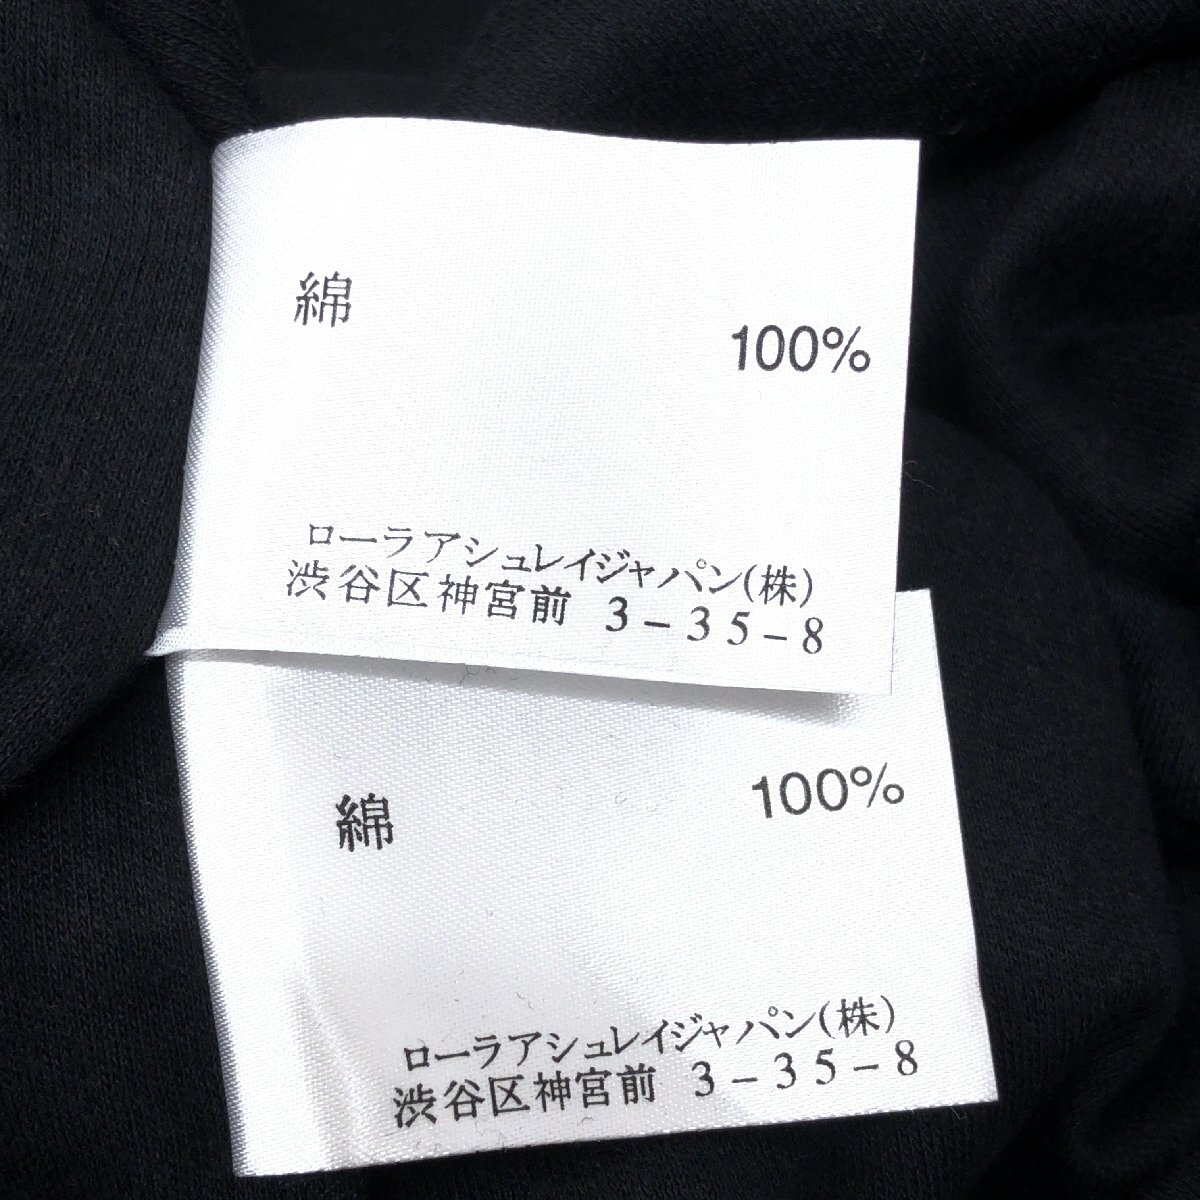 綿
100%
ローラアシュレイジャパン(株)
渋谷区神宮前 3-35-8
綿
100%
ローラアシュレイジャパン(株)
渋谷区神宮前 3-35-8